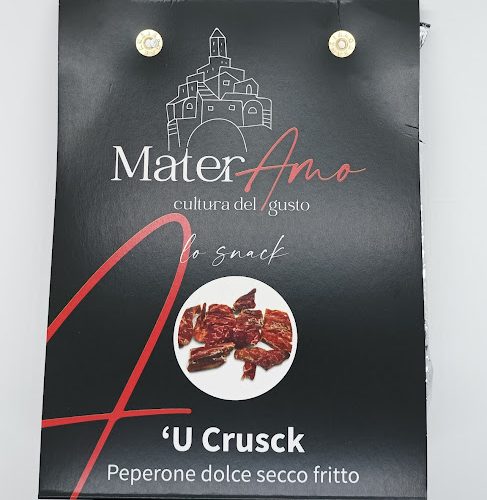 MaterAmo
cultura del gusto
lo snack
'U Crusck
Peperone dolce secco fritto